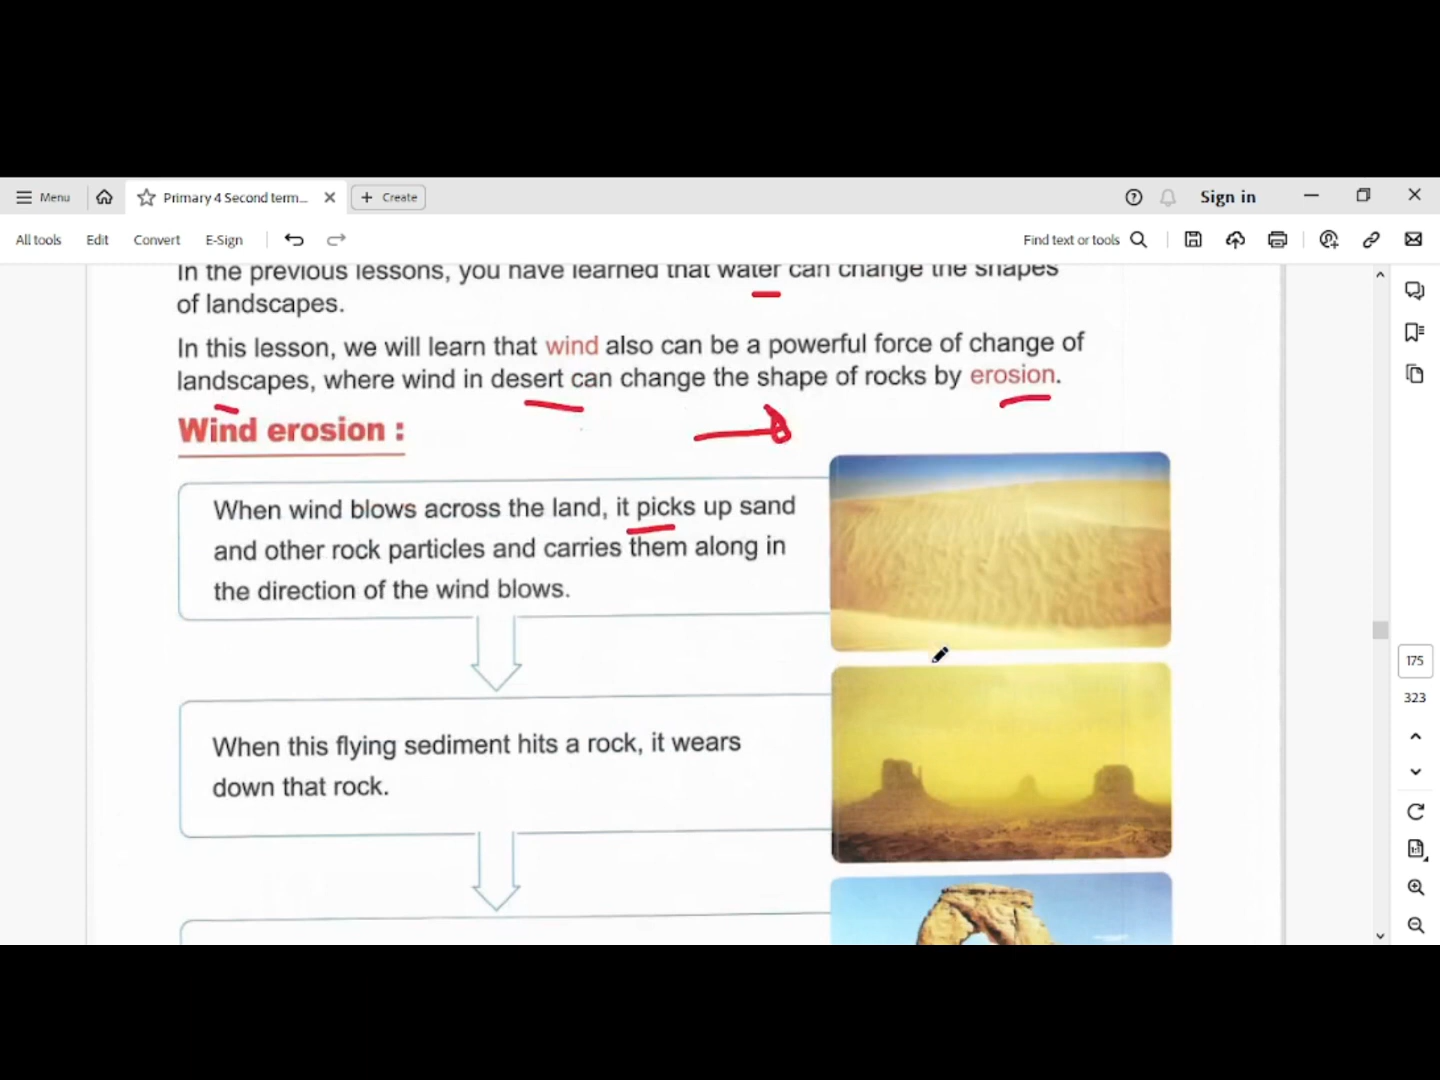 Menu
Primary 4 Second term...
Create
Sign in
All tools
Edit
Convert
E-Sign
Find text or tools
In the previous lessons, you have learned that water can change the shapes
of landscapes.
In this lesson, we will learn that wind also can be a powerful force of change of
landscapes, where wind in desert can change the shape of rocks by erosion.
Wind erosion :
When wind blows across the land, it picks up sand
and other rock particles and carries them along in
the direction of the wind blows.
When this flying sediment hits a rock, it wears
down that rock.
175
323